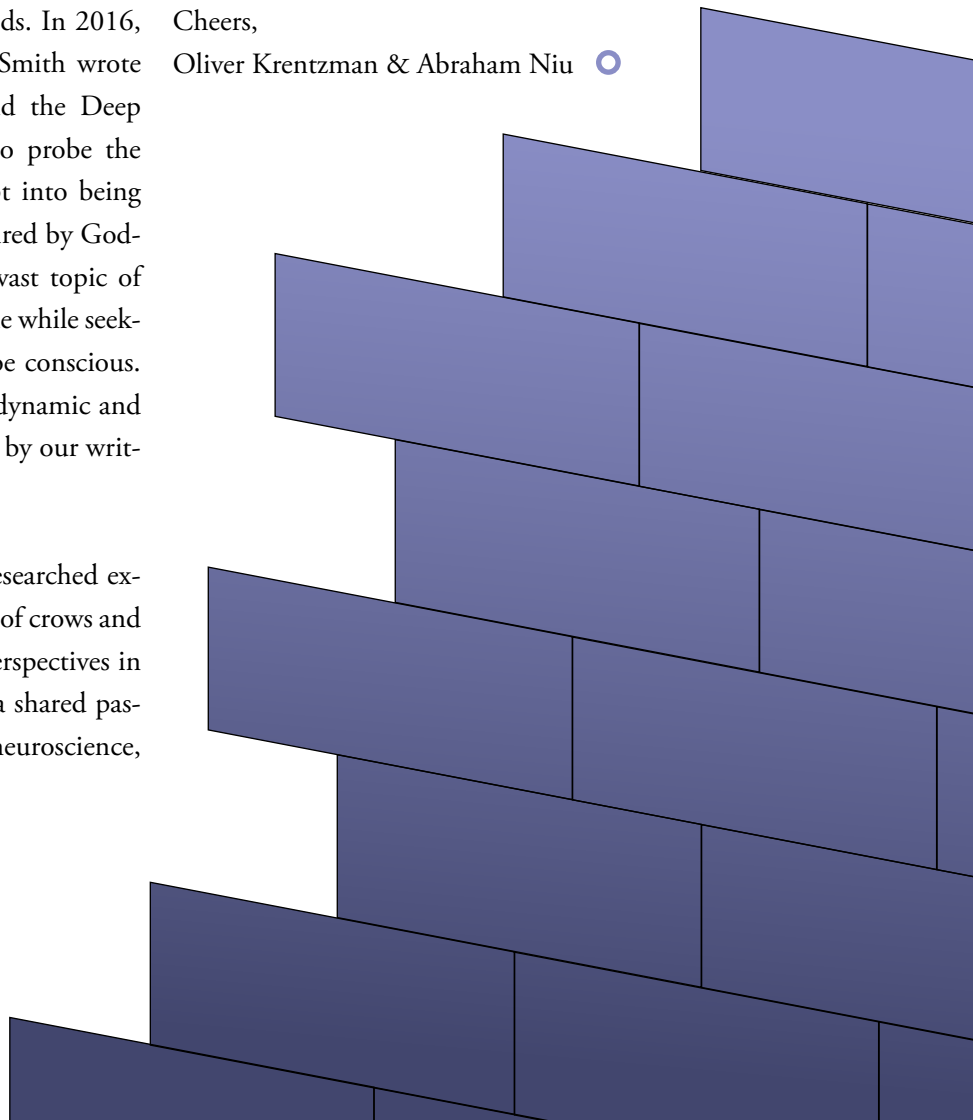 ds. In 2016,
Smith wrote
d the Deep
o probe the
t into being
red by God-
vast topic of
e while seek-
be conscious.
dynamic and
by our writ-
esearched ex-
of crows and
erspectives in
a shared pas-
neuroscience,
Cheers,
Oliver Krentzman & Abraham Niu